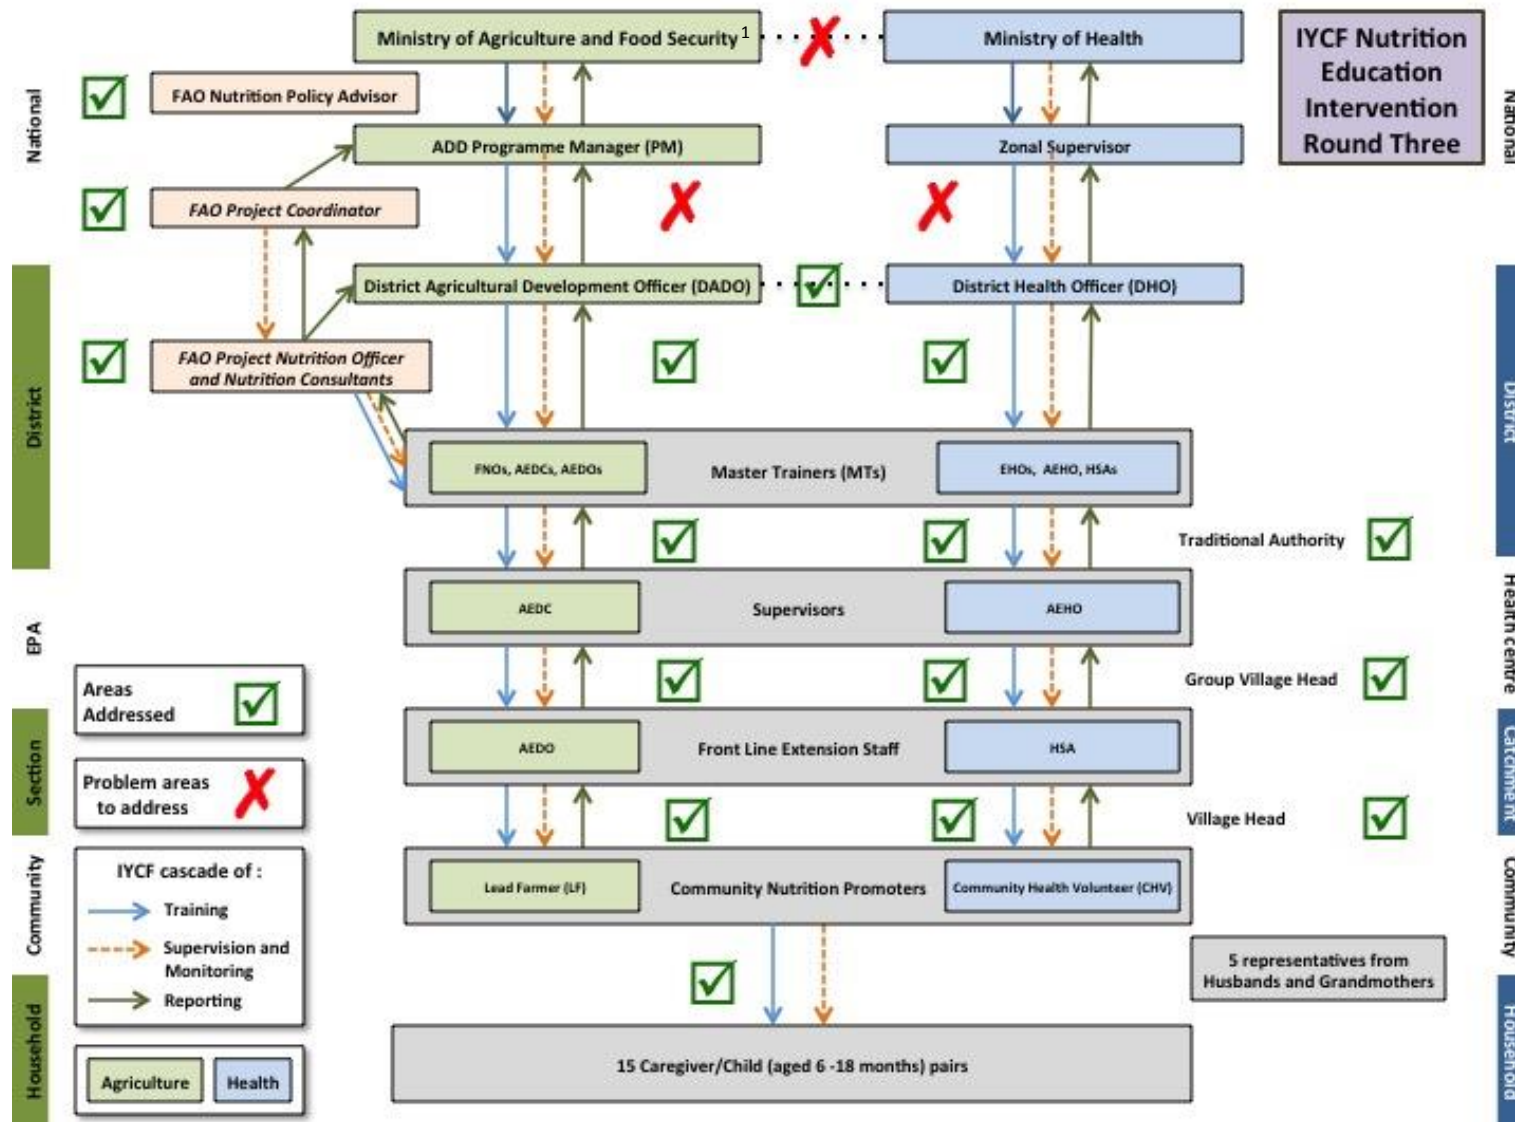 Ministry of Agriculture and Food Security 1
Ministry of Health
IYCF Nutrition
Education
Intervention
Round Three
National
National
FAO Nutrition Policy Advisor
ADD Programme Manager (PM)
Zonal Supervisor
FAO Project Coordinator
District Agricultural Development Officer (DADO)
District Health Officer (DHO)
FAO Project Nutrition Officer
and Nutrition Consultants
District
District
FNOs, AEDCs, AEDOs
Master Trainers (MTs)
EHOs, AEHO, HSAs
Traditional Authority
EPA
AEDC
Supervisors
AEHO
Health centre
Areas
Addressed
Group Village Head
Section
AEDO
Front Line Extension Staff
HSA
Catchment
Problem areas
to address
Village Head
IYCF cascade of :
Training
Supervision and
Monitoring
Reporting
Community
Lead Farmer (LF)
Community Nutrition Promoters
Community Health Volunteer (CHV)
Community
5 representatives from
Husbands and Grandmothers
Household
15 Caregiver/Child (aged 6 -18 months) pairs
Household
Agriculture
Health